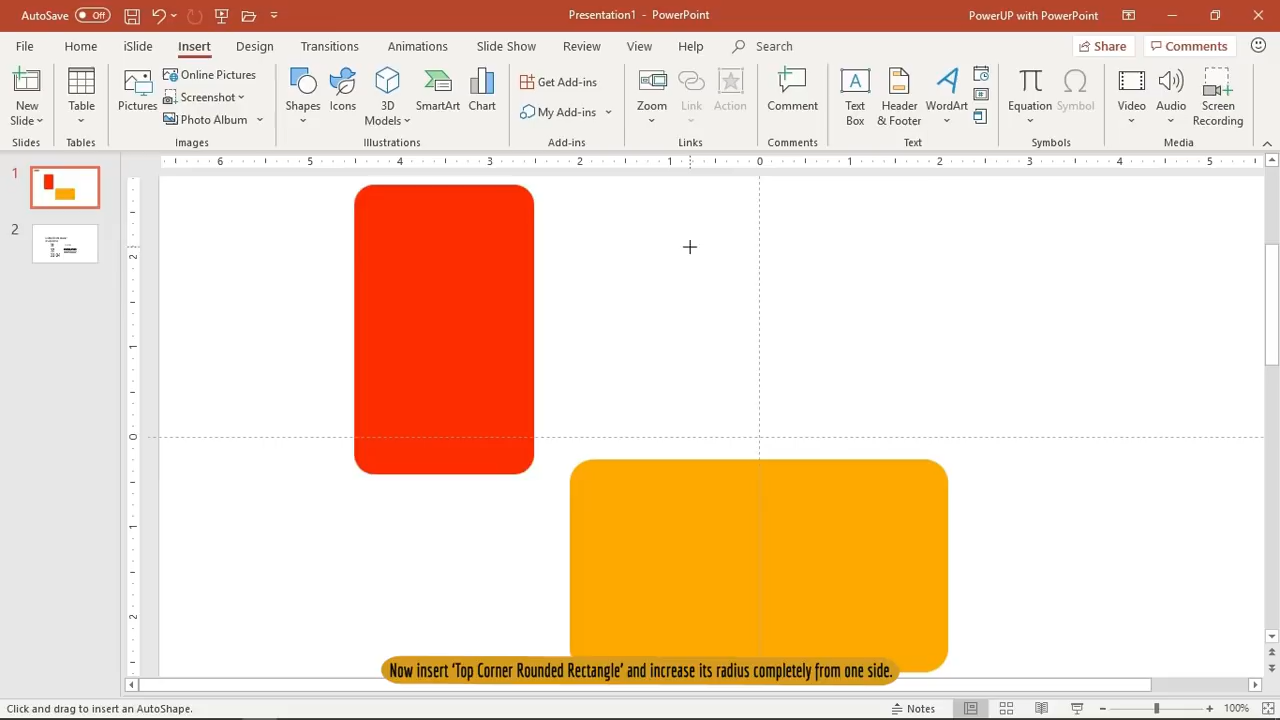 AutoSave Off Presentation1 - PowerPoint PowerUP with PowerPoint
File Home iSlide Insert Design Transitions Animations Slide Show Review View Help Search Share Comments
New Slide
Slides
Table
Tables
Pictures
Online Pictures
Screenshot
Photo Album
Images
Shapes
Icons
3D Models
SmartArt
Chart
Illustrations
Get Add-ins
My Add-ins
Add-ins
Zoom
Link
Action
Links
Comment
Comments
Text Box
Header & Footer
WordArt
Text
Equation
Symbol
Symbols
Video
Audio
Screen Recording
Media
6 5 4 3 2 1 0 1 2 3 4 5
1
2
2
1
0
1
2
Now insert ‘Top Corner Rounded Rectangle’ and increase its radius completely from one side.
Click and drag to insert an AutoShape. Notes 100%